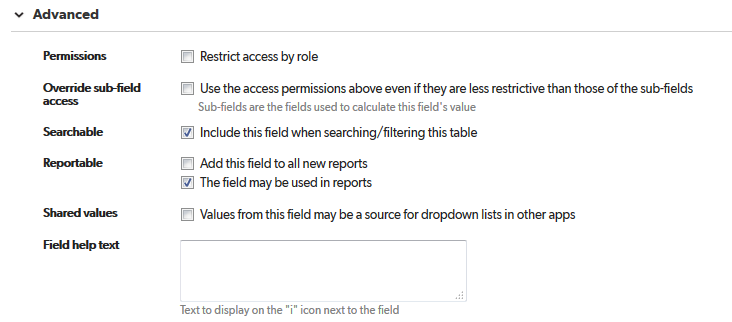 Advanced
Permissions Restrict access by role
Override sub-field access Use the access permissions above even if they are less restrictive than those of the sub-fields
Sub-fields are the fields used to calculate this field's value
Searchable Include this field when searching/filtering this table
Reportable Add this field to all new reports
The field may be used in reports
Shared values Values from this field may be a source for dropdown lists in other apps
Field help text
Text to display on the "i" icon next to the field